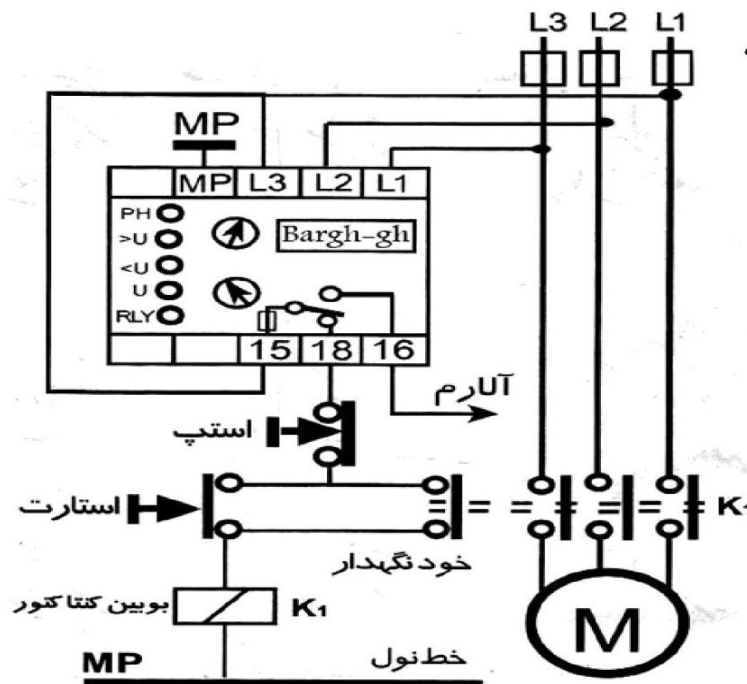 L3 L2 L1
MP
MP L3 L2 L1
PH
>U
<U
U
RLY
Bargh-gh
15 18 16
آلارم
استپ
استارت
خود نگهدار
K1
بوبین کنتاکتور
K1
M
MP
خط نول